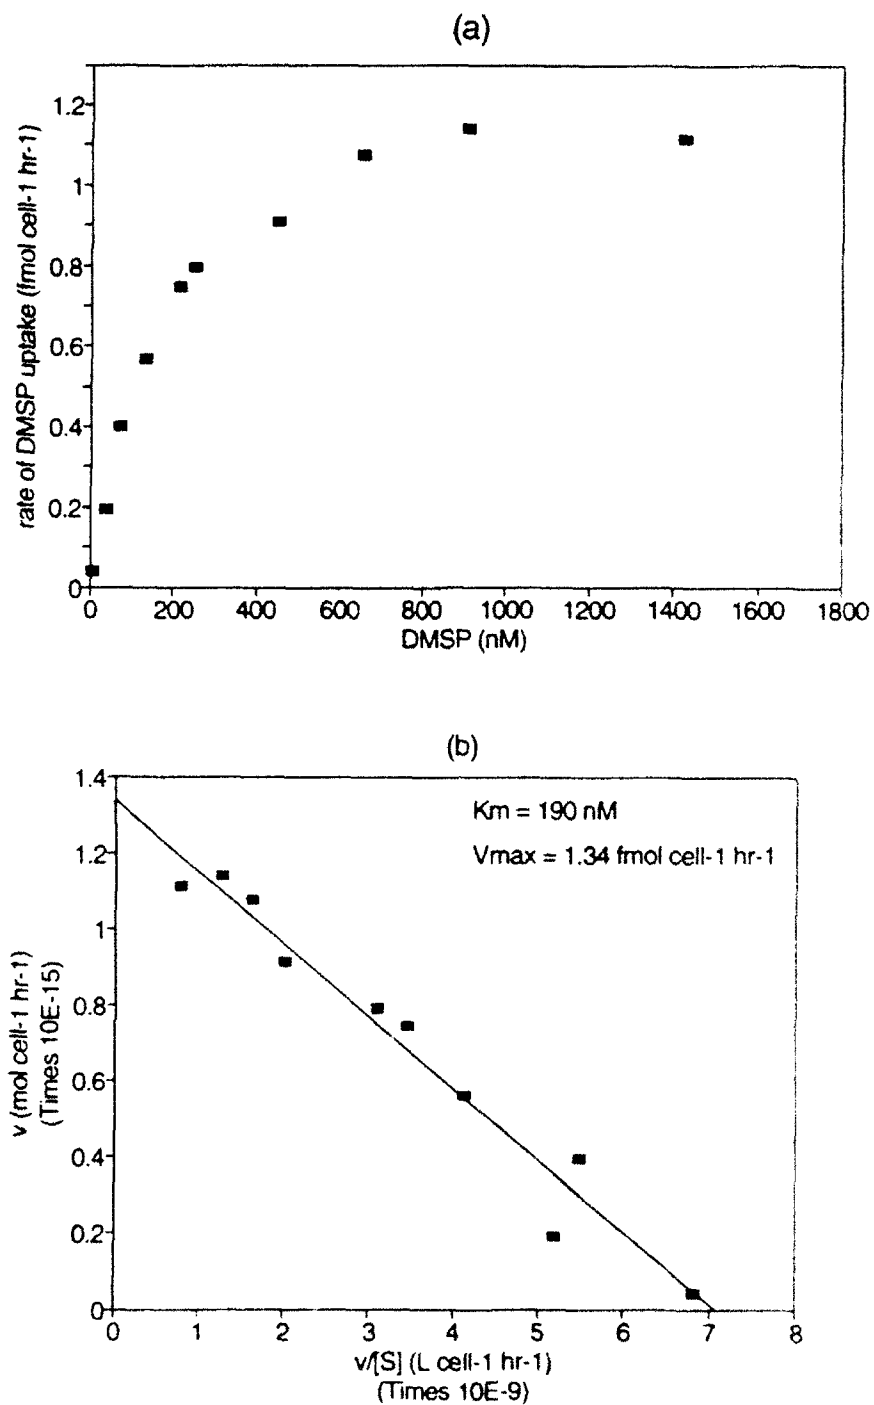 (a)
rate of DMSP uptake (fmol cell-1 hr-1)
1.2
1
0.8
0.6
0.4
0.2
0
0 200 400 600 800 1000 1200 1400 1600 1800
DMSP (nM)
(b)
Km = 190 nM
Vmax = 1.34 fmol cell-1 hr-1
v (mol cell-1 hr-1)
(Times 10E-15)
1.4
1.2
1
0.8
0.6
0.4
0.2
0
0 1 2 3 4 5 6 7 8
v/[S] (L cell-1 hr-1)
(Times 10E-9)